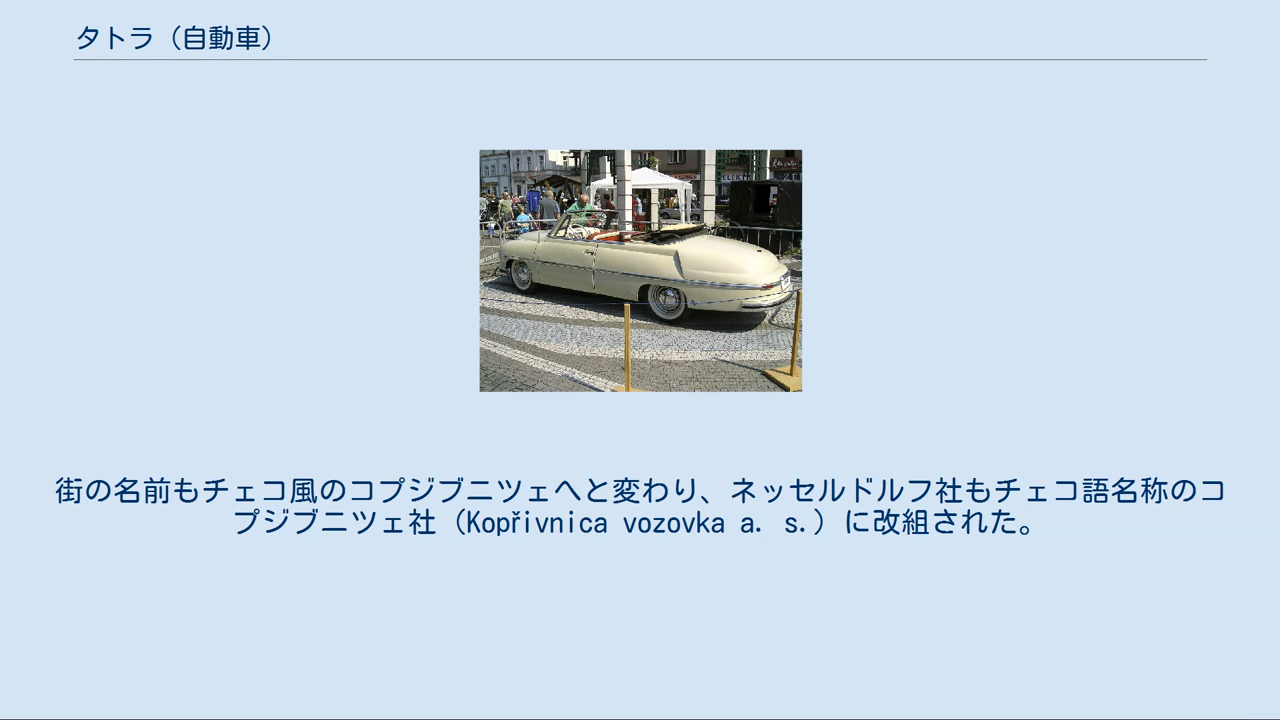 タトラ（自動車）
ELEKT
街の名前もチェコ風のコプジブニツェへと変わり、ネッセルドルフ社もチェコ語名称のコ
プジブニツェ社（Kopřivnica vozovka a. s.）に改組された。